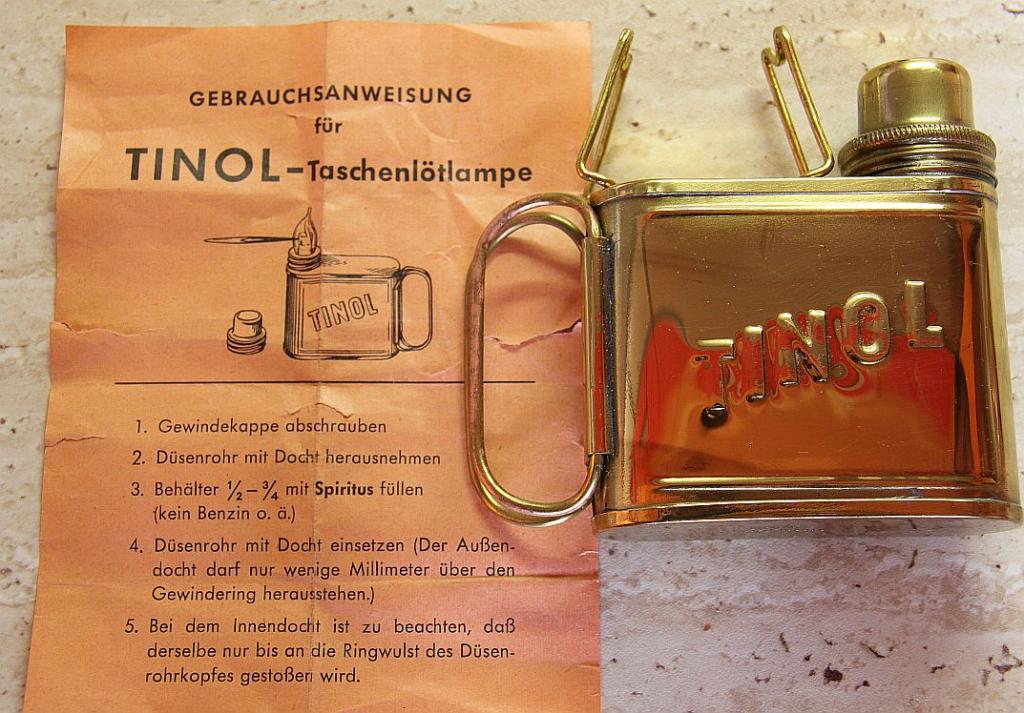 GEBRAUCHSANWEISUNG
für
TINOL-Taschenlötlampe
TINOL
1. Gewindekappe abschrauben
2. Düsenrohr mit Docht herausnehmen
3. Behälter ½-¾ mit Spiritus füllen
(kein Benzin o. ä.)
4. Düsenrohr mit Docht einsetzen (Der Außen-
docht darf nur wenige Millimeter über den
Gewindering herausstehen.)
5. Bei dem Innendocht ist zu beachten, daß
derselbe nur bis an die Ringwulst des Düsen-
rohrkopfes gestoßen wird.
TINOL